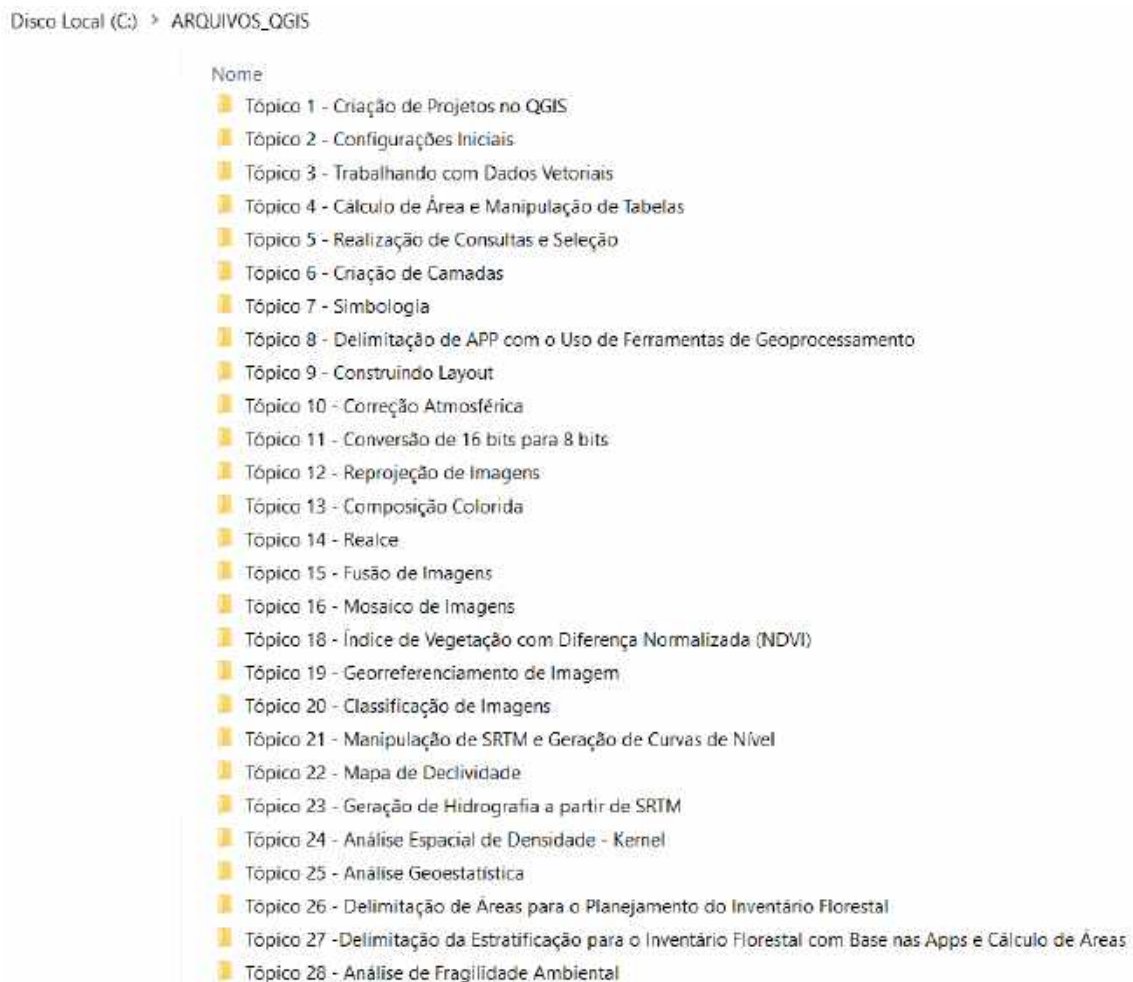 Disco Local (C:) > ARQUIVOS_QGIS
Nome
Tópico 1 - Criação de Projetos no QGIS
Tópico 2 - Configurações Iniciais
Tópico 3 - Trabalhando com Dados Vetoriais
Tópico 4 - Cálculo de Área e Manipulação de Tabelas
Tópico 5 - Realização de Consultas e Seleção
Tópico 6 - Criação de Camadas
Tópico 7 - Simbologia
Tópico 8 - Delimitação de APP com o Uso de Ferramentas de Geoprocessamento
Tópico 9 - Construindo Layout
Tópico 10 - Correção Atmosférica
Tópico 11 - Conversão de 16 bits para 8 bits
Tópico 12 - Reprojeção de Imagens
Tópico 13 - Composição Colorida
Tópico 14 - Realce
Tópico 15 - Fusão de Imagens
Tópico 16 - Mosaico de Imagens
Tópico 18 - Índice de Vegetação com Diferença Normalizada (NDVI)
Tópico 19 - Georreferenciamento de Imagem
Tópico 20 - Classificação de Imagens
Tópico 21 - Manipulação de SRTM e Geração de Curvas de Nível
Tópico 22 - Mapa de Declividade
Tópico 23 - Geração de Hidrografia a partir de SRTM
Tópico 24 - Análise Espacial de Densidade - Kernel
Tópico 25 - Análise Geoestatística
Tópico 26 - Delimitação de Áreas para o Planejamento do Inventário Florestal
Tópico 27 -Delimitação da Estratificação para o Inventário Florestal com Base nas Apps e Cálculo de Áreas
Tópico 28 - Análise de Fragilidade Ambiental